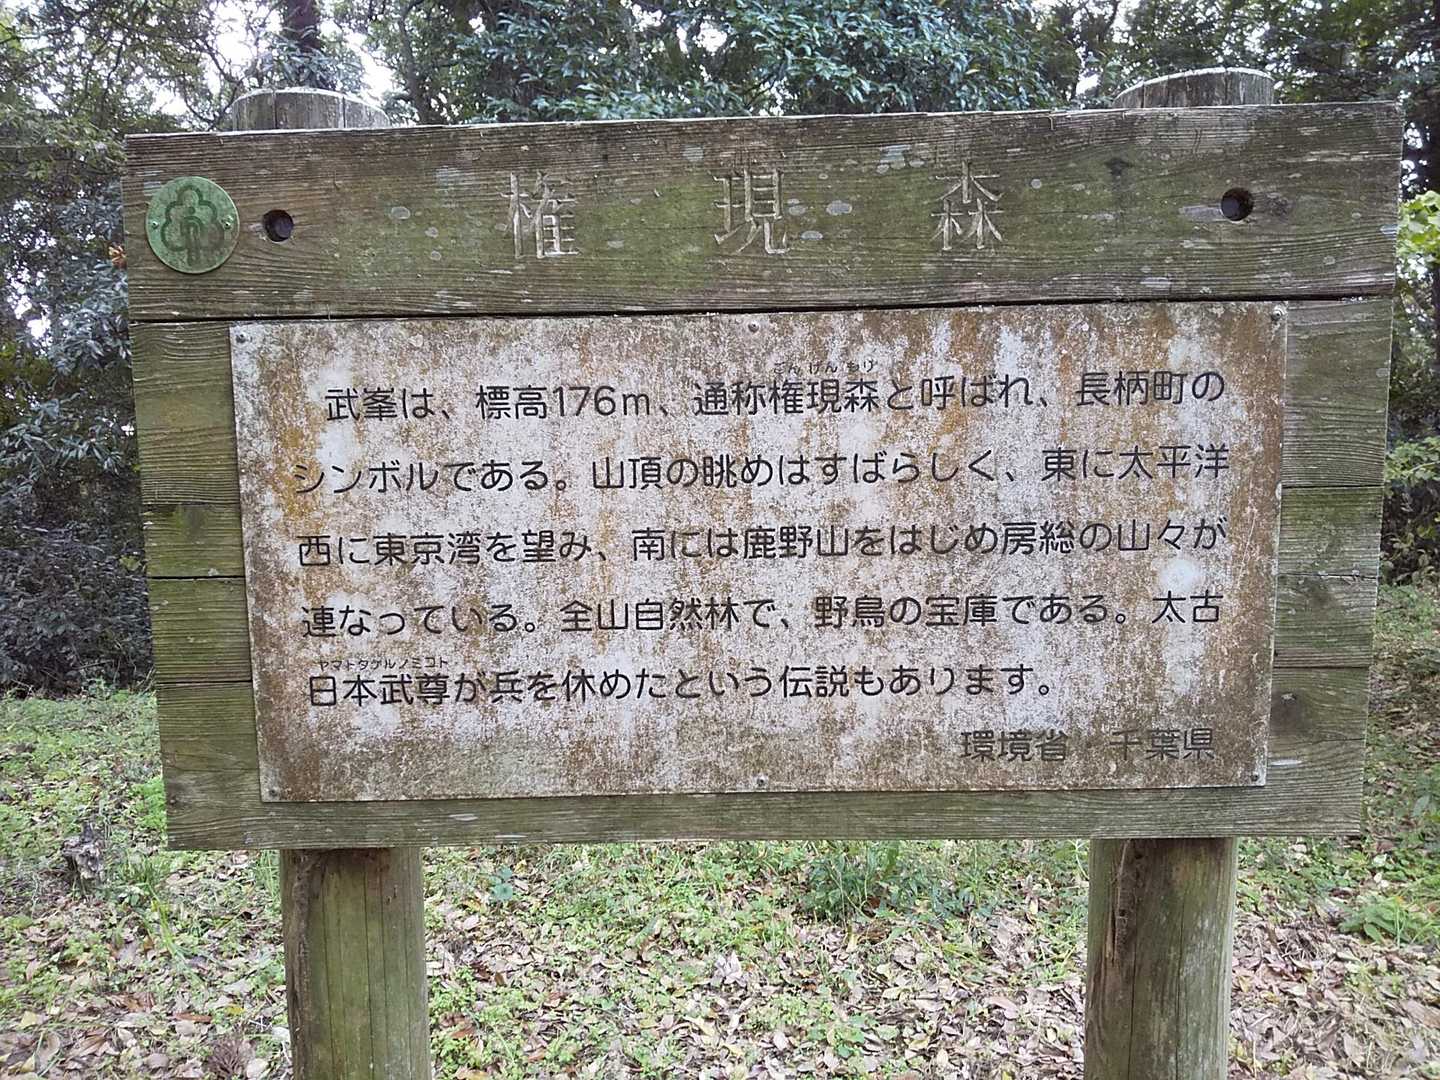 権現森
ごんげんもり
武峯は、標高176m、通称権現森と呼ばれ、長柄町の
シンボルである。山頂の眺めはすばらしく、東に太平洋
西に東京湾を望み、南には鹿野山をはじめ房総の山々が
連なっている。全山自然林で、野鳥の宝庫である。太古
ヤマトタケルノミコト
日本武尊が兵を休めたという伝説もあります。
環境省　千葉県